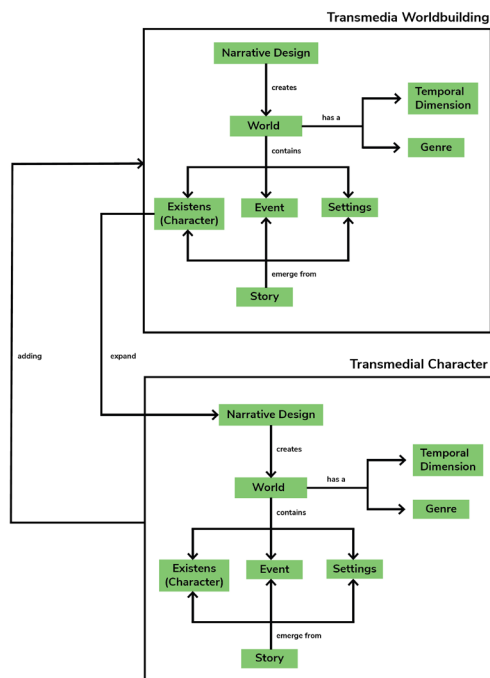 Transmedia Worldbuilding
Narrative Design
creates
World
has a
Temporal
Dimension
Genre
contains
Existens
(Character)
Event
Settings
emerge from
Story
adding
expand
Transmedial Character
Narrative Design
creates
World
has a
Temporal
Dimension
Genre
contains
Existens
(Character)
Event
Settings
emerge from
Story